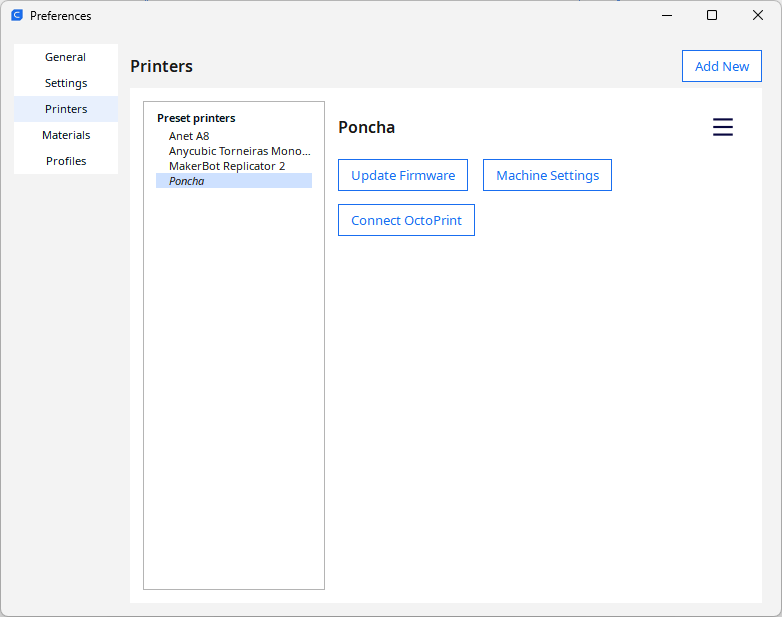 Preferences
General
Settings
Printers
Materials
Profiles
Printers
Add New
Preset printers
Anet A8
Anycubic Torneiras Mono...
MakerBot Replicator 2
Poncha
Poncha
Update Firmware
Machine Settings
Connect OctoPrint